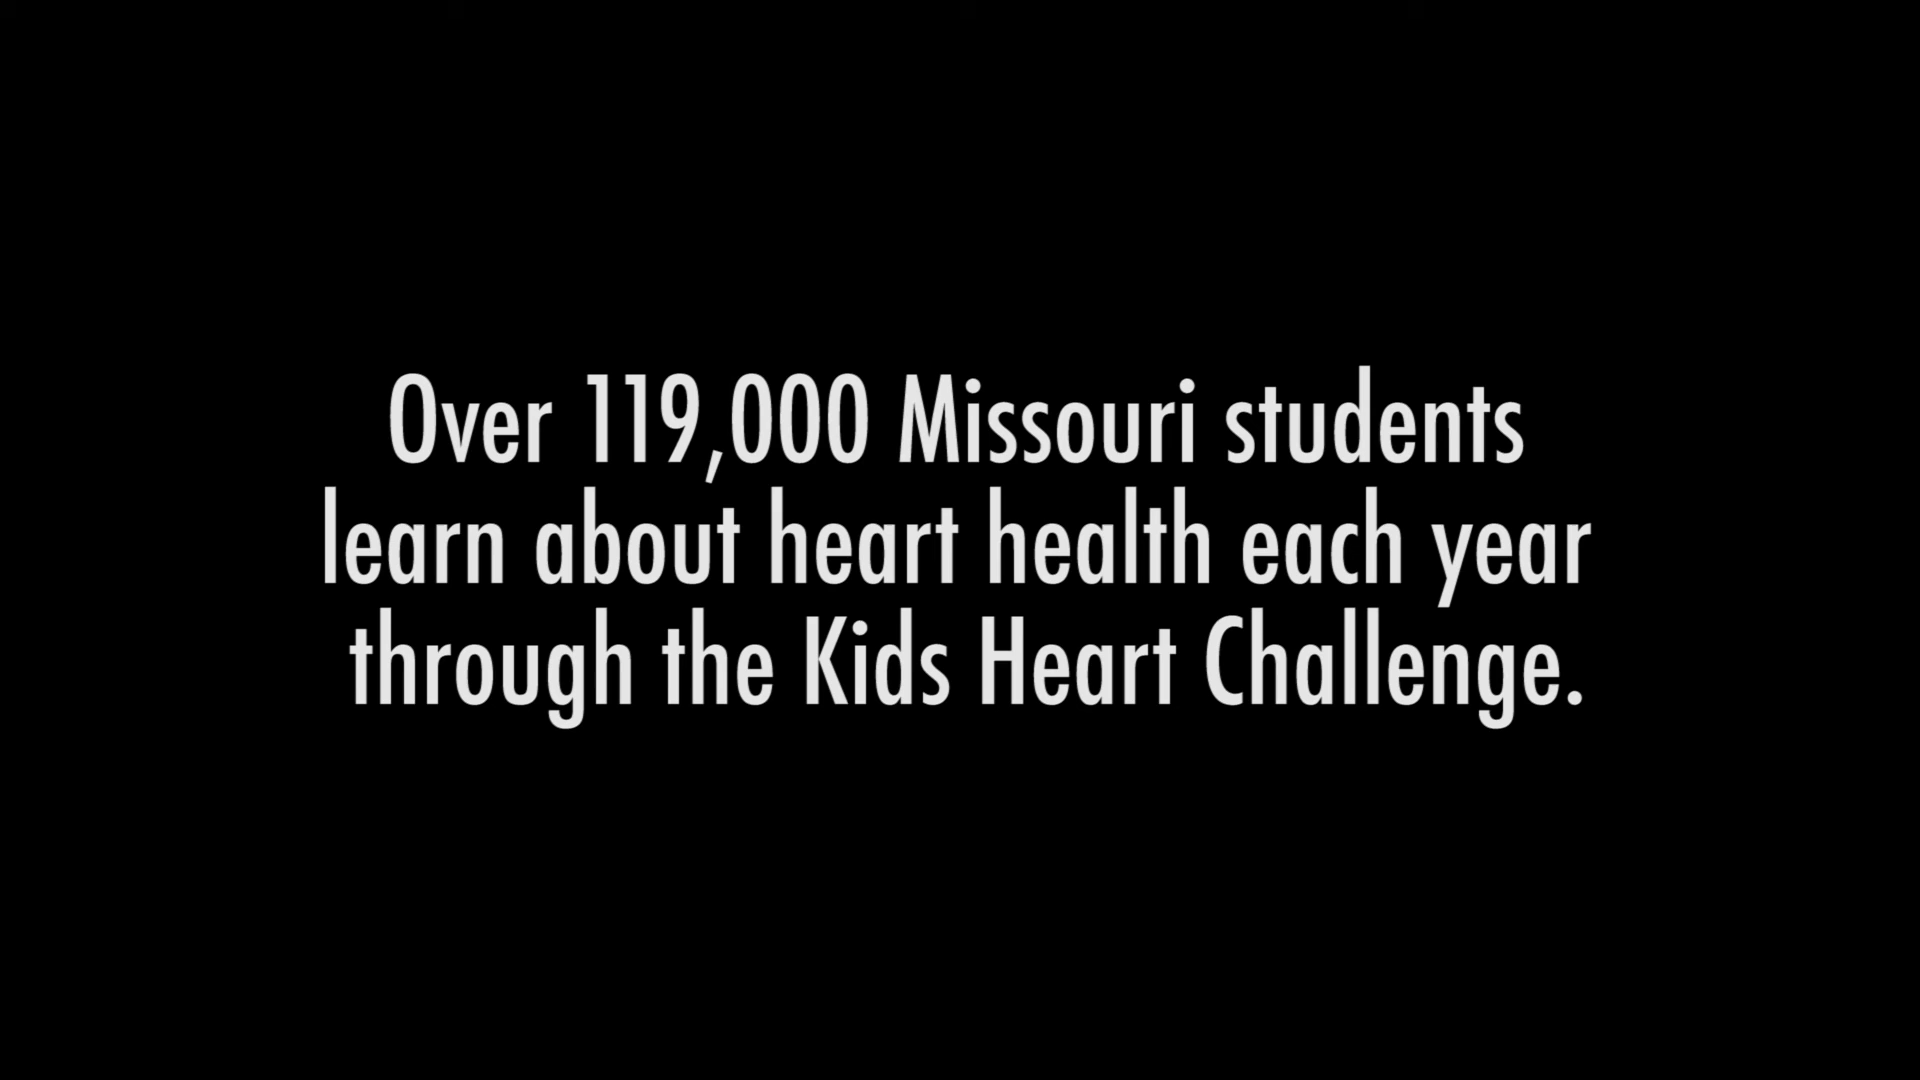 Over 119,000 Missouri students
learn about heart health each year
through the Kids Heart Challenge.